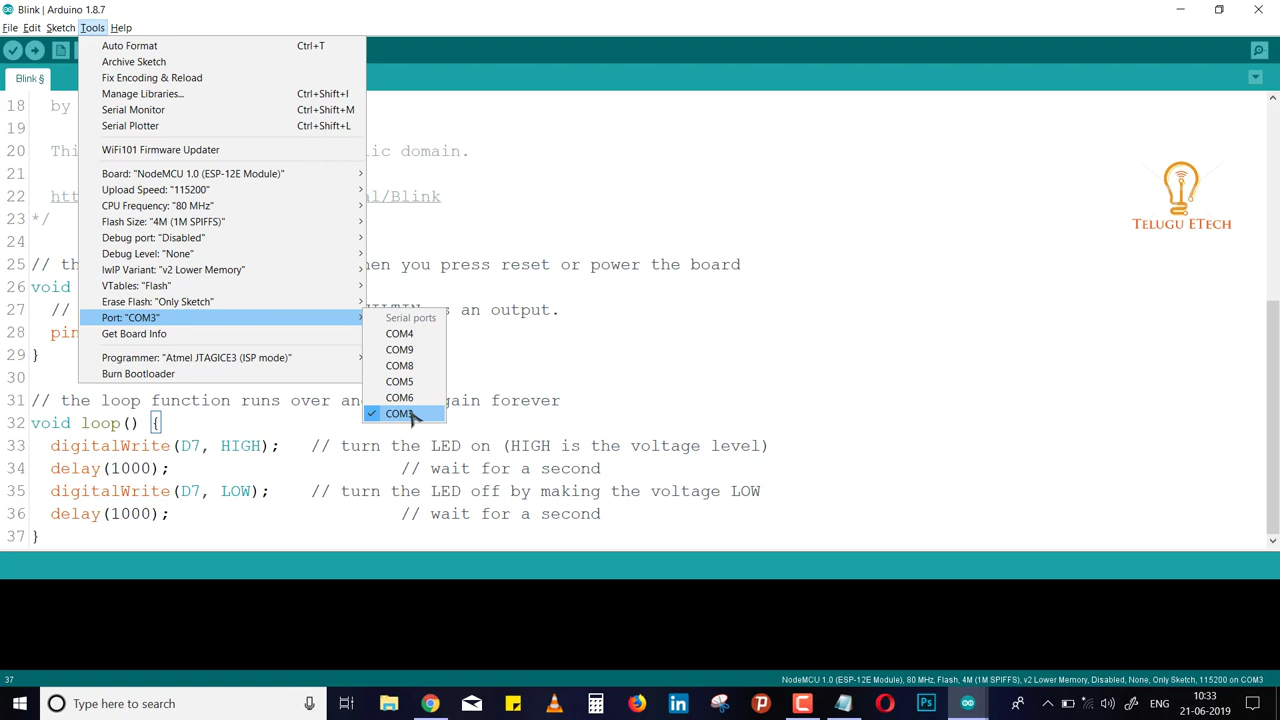 Blink | Arduino 1.8.7
File Edit Sketch Tools Help
Blink §
Auto Format Ctrl+T
Archive Sketch
Fix Encoding & Reload
Manage Libraries... Ctrl+Shift+I
Serial Monitor Ctrl+Shift+M
Serial Plotter Ctrl+Shift+L
WiFi101 Firmware Updater
Board: "NodeMCU 1.0 (ESP-12E Module)"
Upload Speed: "115200"
CPU Frequency: "80 MHz"
Flash Size: "4M (1M SPIFFS)"
Debug port: "Disabled"
Debug Level: "None"
IwIP Variant: "v2 Lower Memory"
VTables: "Flash"
Erase Flash: "Only Sketch"
Port: "COM3"
Get Board Info
Programmer: "Atmel JTAGICE3 (ISP mode)"
Burn Bootloader
Serial ports
COM4
COM9
COM8
COM5
COM6
COM3
TELUGU ETECH
18 by
19
20 Thi lic domain.
21
22 htt al/Blink
23 */
24
25 // th hen you press reset or power the board
26 void
27 // s an output.
28 pin
29 }
30
31 // the loop function runs over an gain forever
32 void loop() {
33 digitalWrite(D7, HIGH); // turn the LED on (HIGH is the voltage level)
34 delay(1000); // wait for a second
35 digitalWrite(D7, LOW); // turn the LED off by making the voltage LOW
36 delay(1000); // wait for a second
37 }
37 NodeMCU 1.0 (ESP-12E Module), 80 MHz, Flash, 4M (1M SPIFFS), v2 Lower Memory, Disabled, None, Only Sketch, 115200 on COM3
Type here to search
ENG
10:33
21-06-2019